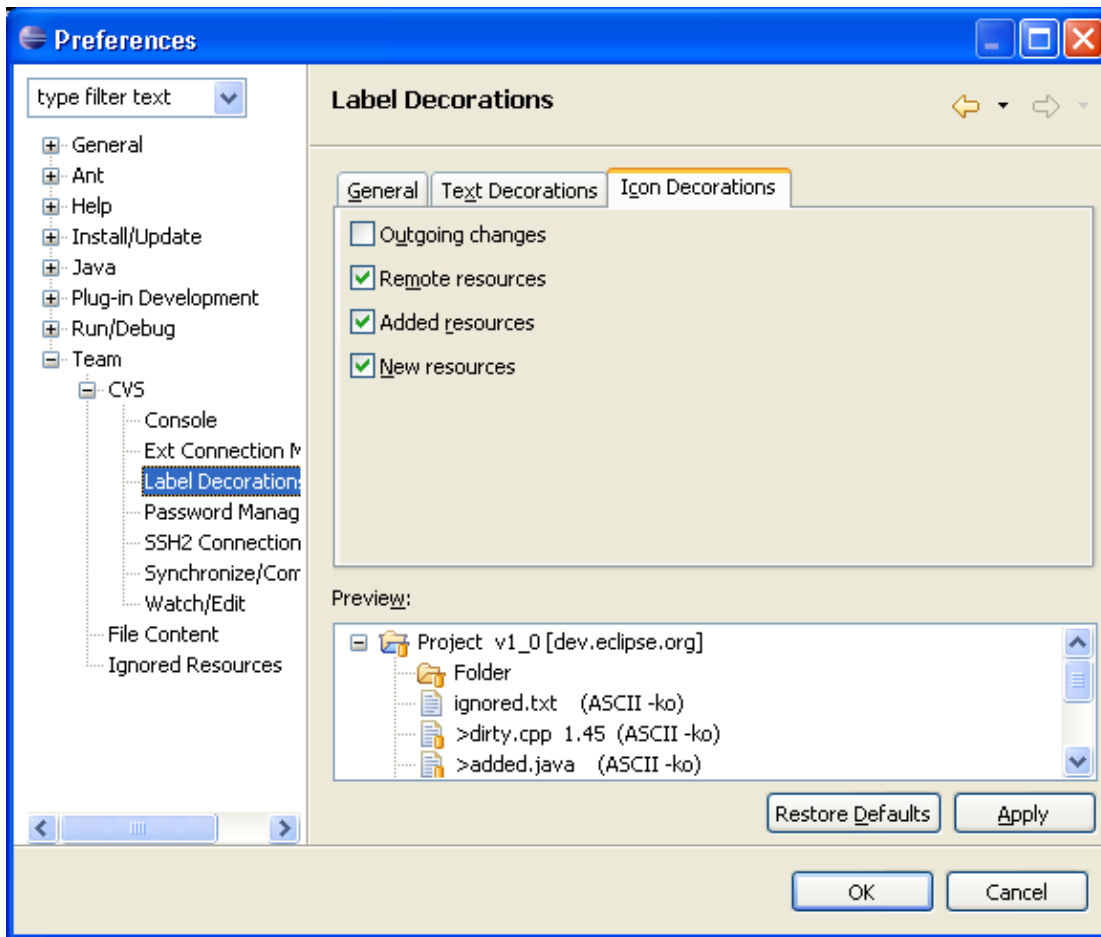 Preferences
type filter text
General
Ant
Help
Install/Update
Java
Plug-in Development
Run/Debug
Team
CVS
Console
Ext Connection M
Label Decorations
Password Manag
SSH2 Connection
Synchronize/Com
Watch/Edit
File Content
Ignored Resources
Label Decorations
General Text Decorations Icon Decorations
Outgoing changes
Remote resources
Added resources
New resources
Preview:
Project v1_0 [dev.eclipse.org]
Folder
ignored.txt (ASCII -ko)
>dirty.cpp 1.45 (ASCII -ko)
>added.java (ASCII -ko)
Restore Defaults Apply
OK Cancel